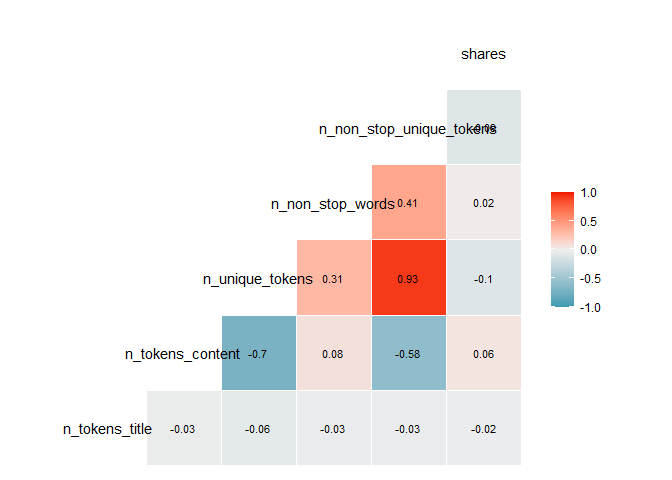 shares
n_non_stop_unique_tokens
n_non_stop_words 0.41 0.02
1.0
0.5
0.0
-0.5
-1.0
n_unique_tokens 0.31 0.93 -0.1
n_tokens_content -0.7 0.08 -0.58 0.06
n_tokens_title -0.03 -0.06 -0.03 -0.03 -0.02